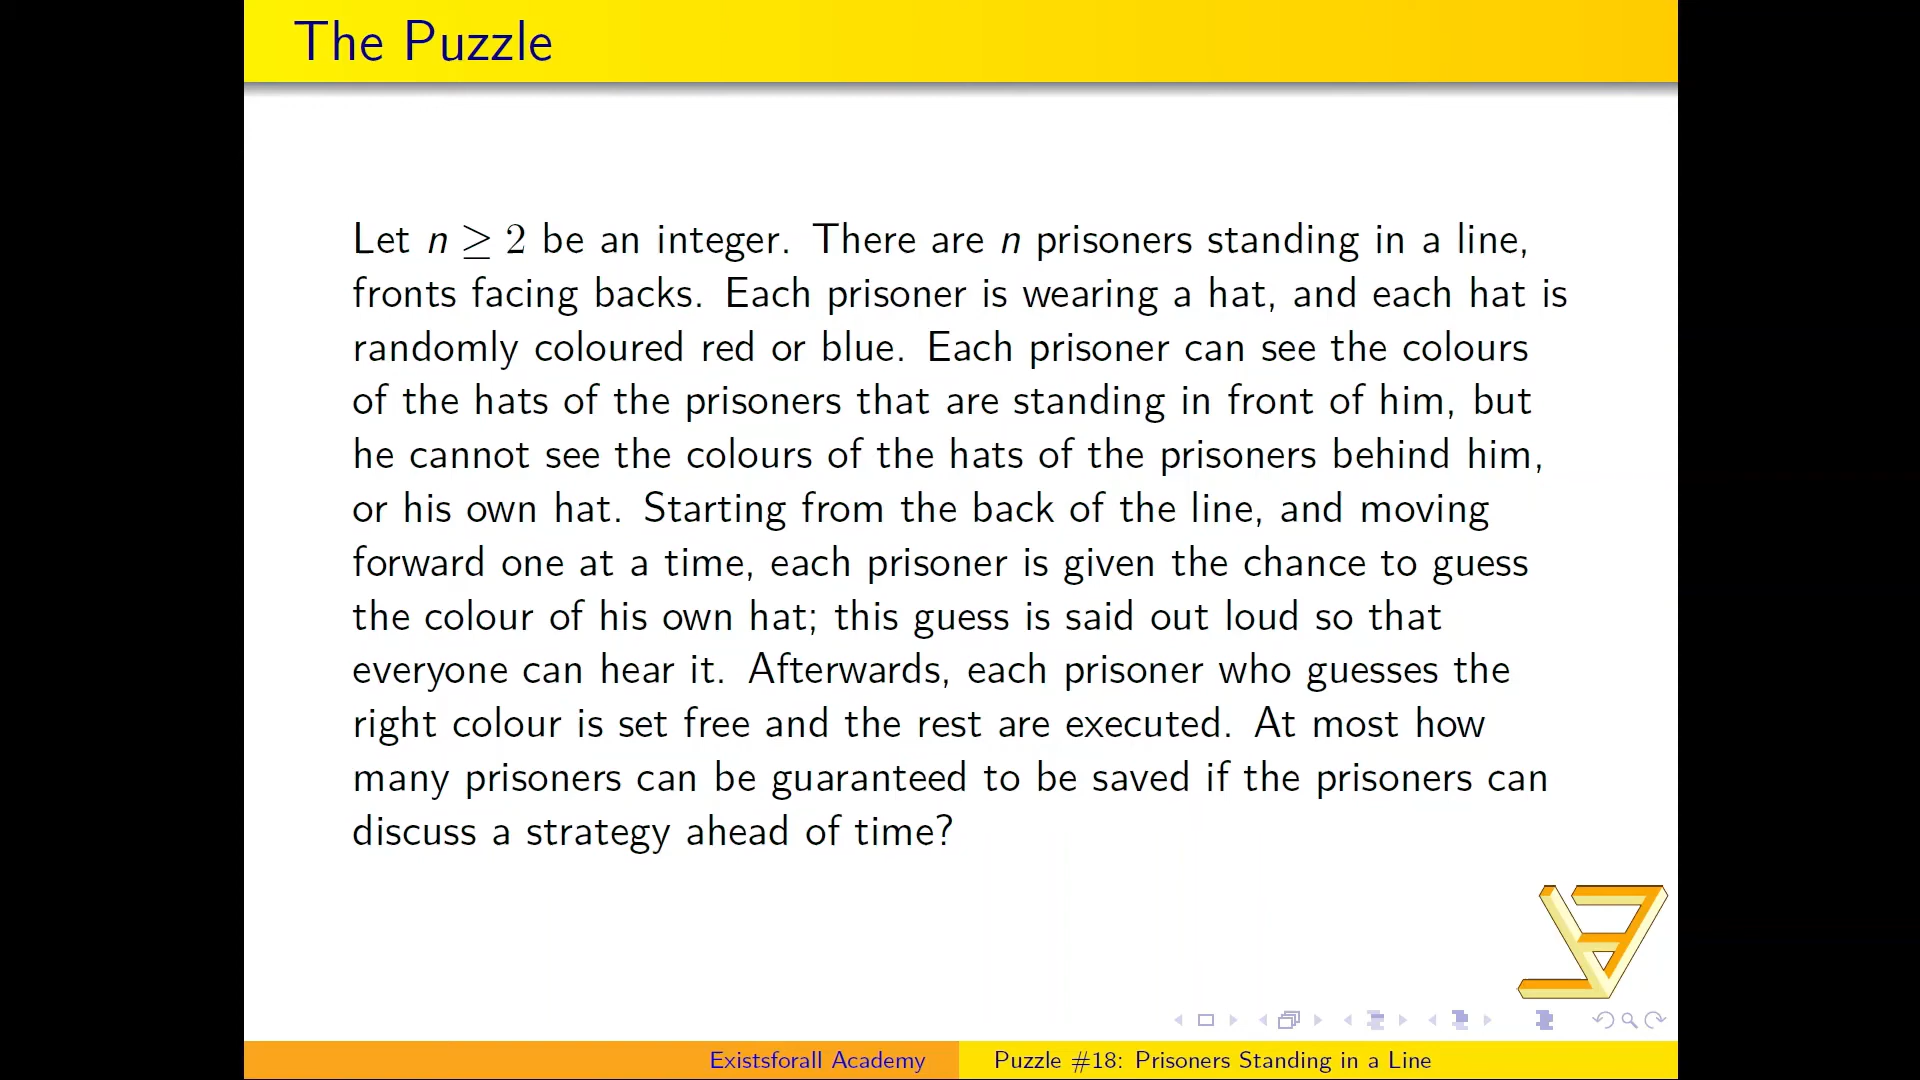 The Puzzle
Let n ≥ 2 be an integer. There are n prisoners standing in a line,
fronts facing backs. Each prisoner is wearing a hat, and each hat is
randomly coloured red or blue. Each prisoner can see the colours
of the hats of the prisoners that are standing in front of him, but
he cannot see the colours of the hats of the prisoners behind him,
or his own hat. Starting from the back of the line, and moving
forward one at a time, each prisoner is given the chance to guess
the colour of his own hat; this guess is said out loud so that
everyone can hear it. Afterwards, each prisoner who guesses the
right colour is set free and the rest are executed. At most how
many prisoners can be guaranteed to be saved if the prisoners can
discuss a strategy ahead of time?
Existsforall Academy
Puzzle #18: Prisoners Standing in a Line